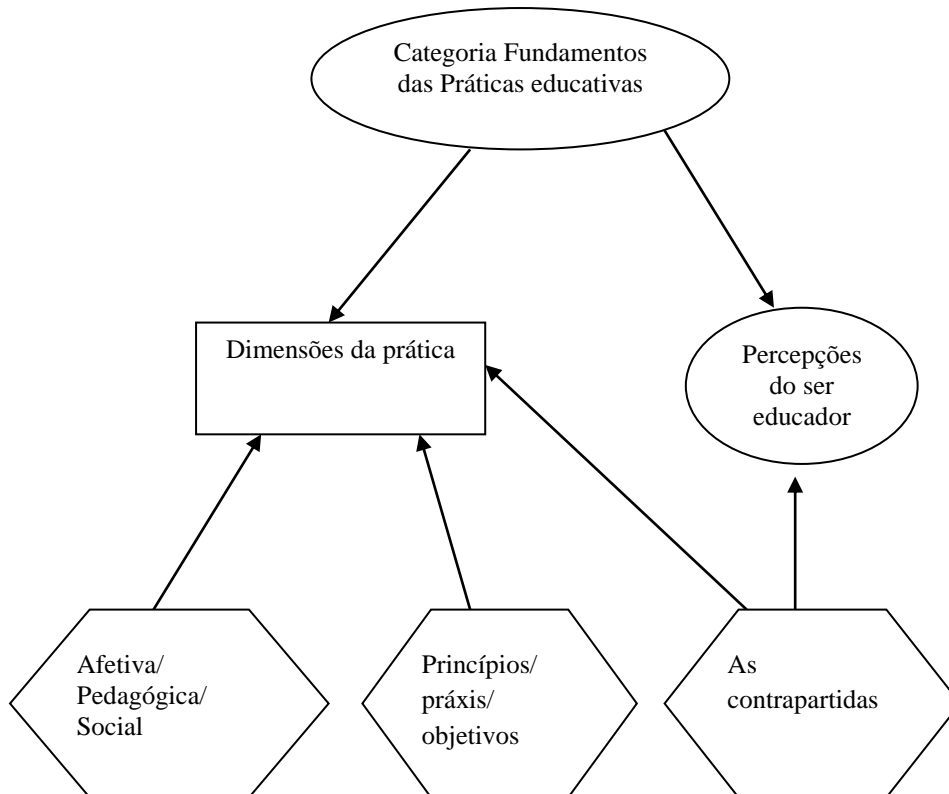 Categoria Fundamentos
das Práticas educativas
Dimensões da prática
Percepções
do ser
educador
Afetiva/
Pedagógica/
Social
Princípios/
práxis/
objetivos
As
contrapartidas